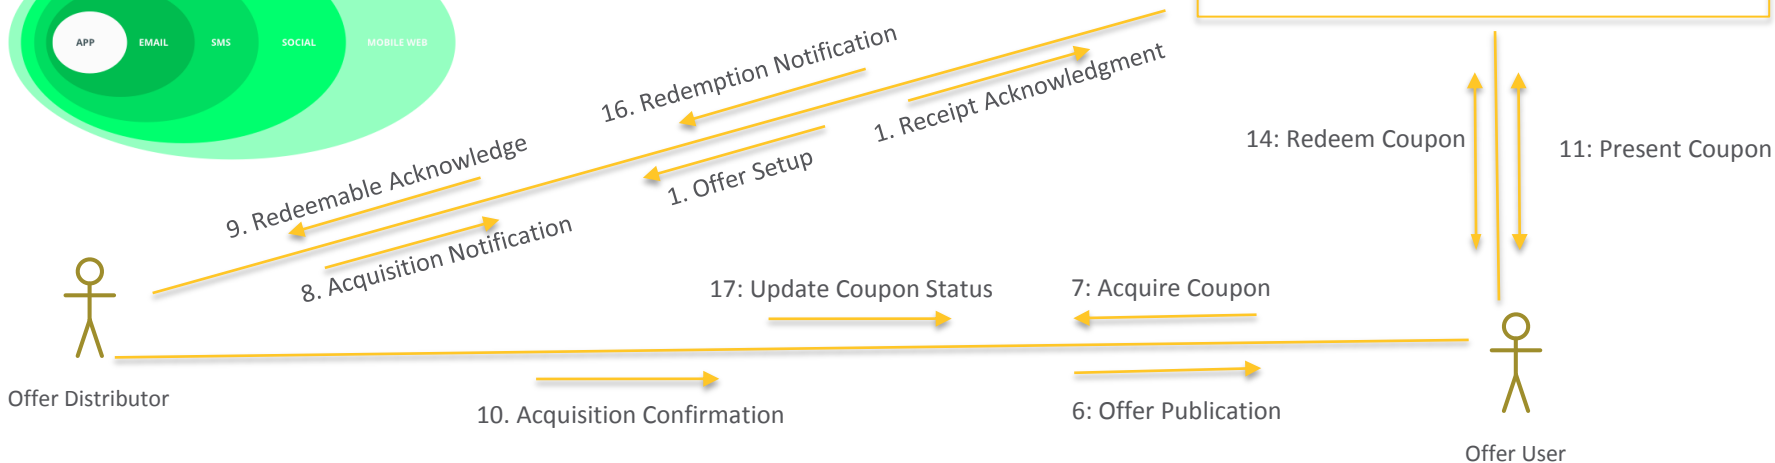 APP
EMAIL
SMS
SOCIAL
MOBILE WEB
16. Redemption Notification
1. Receipt Acknowledgment
1. Offer Setup
9. Redeemable Acknowledge
8. Acquisition Notification
14: Redeem Coupon
11: Present Coupon
17: Update Coupon Status
7: Acquire Coupon
10. Acquisition Confirmation
6: Offer Publication
Offer Distributor
Offer User